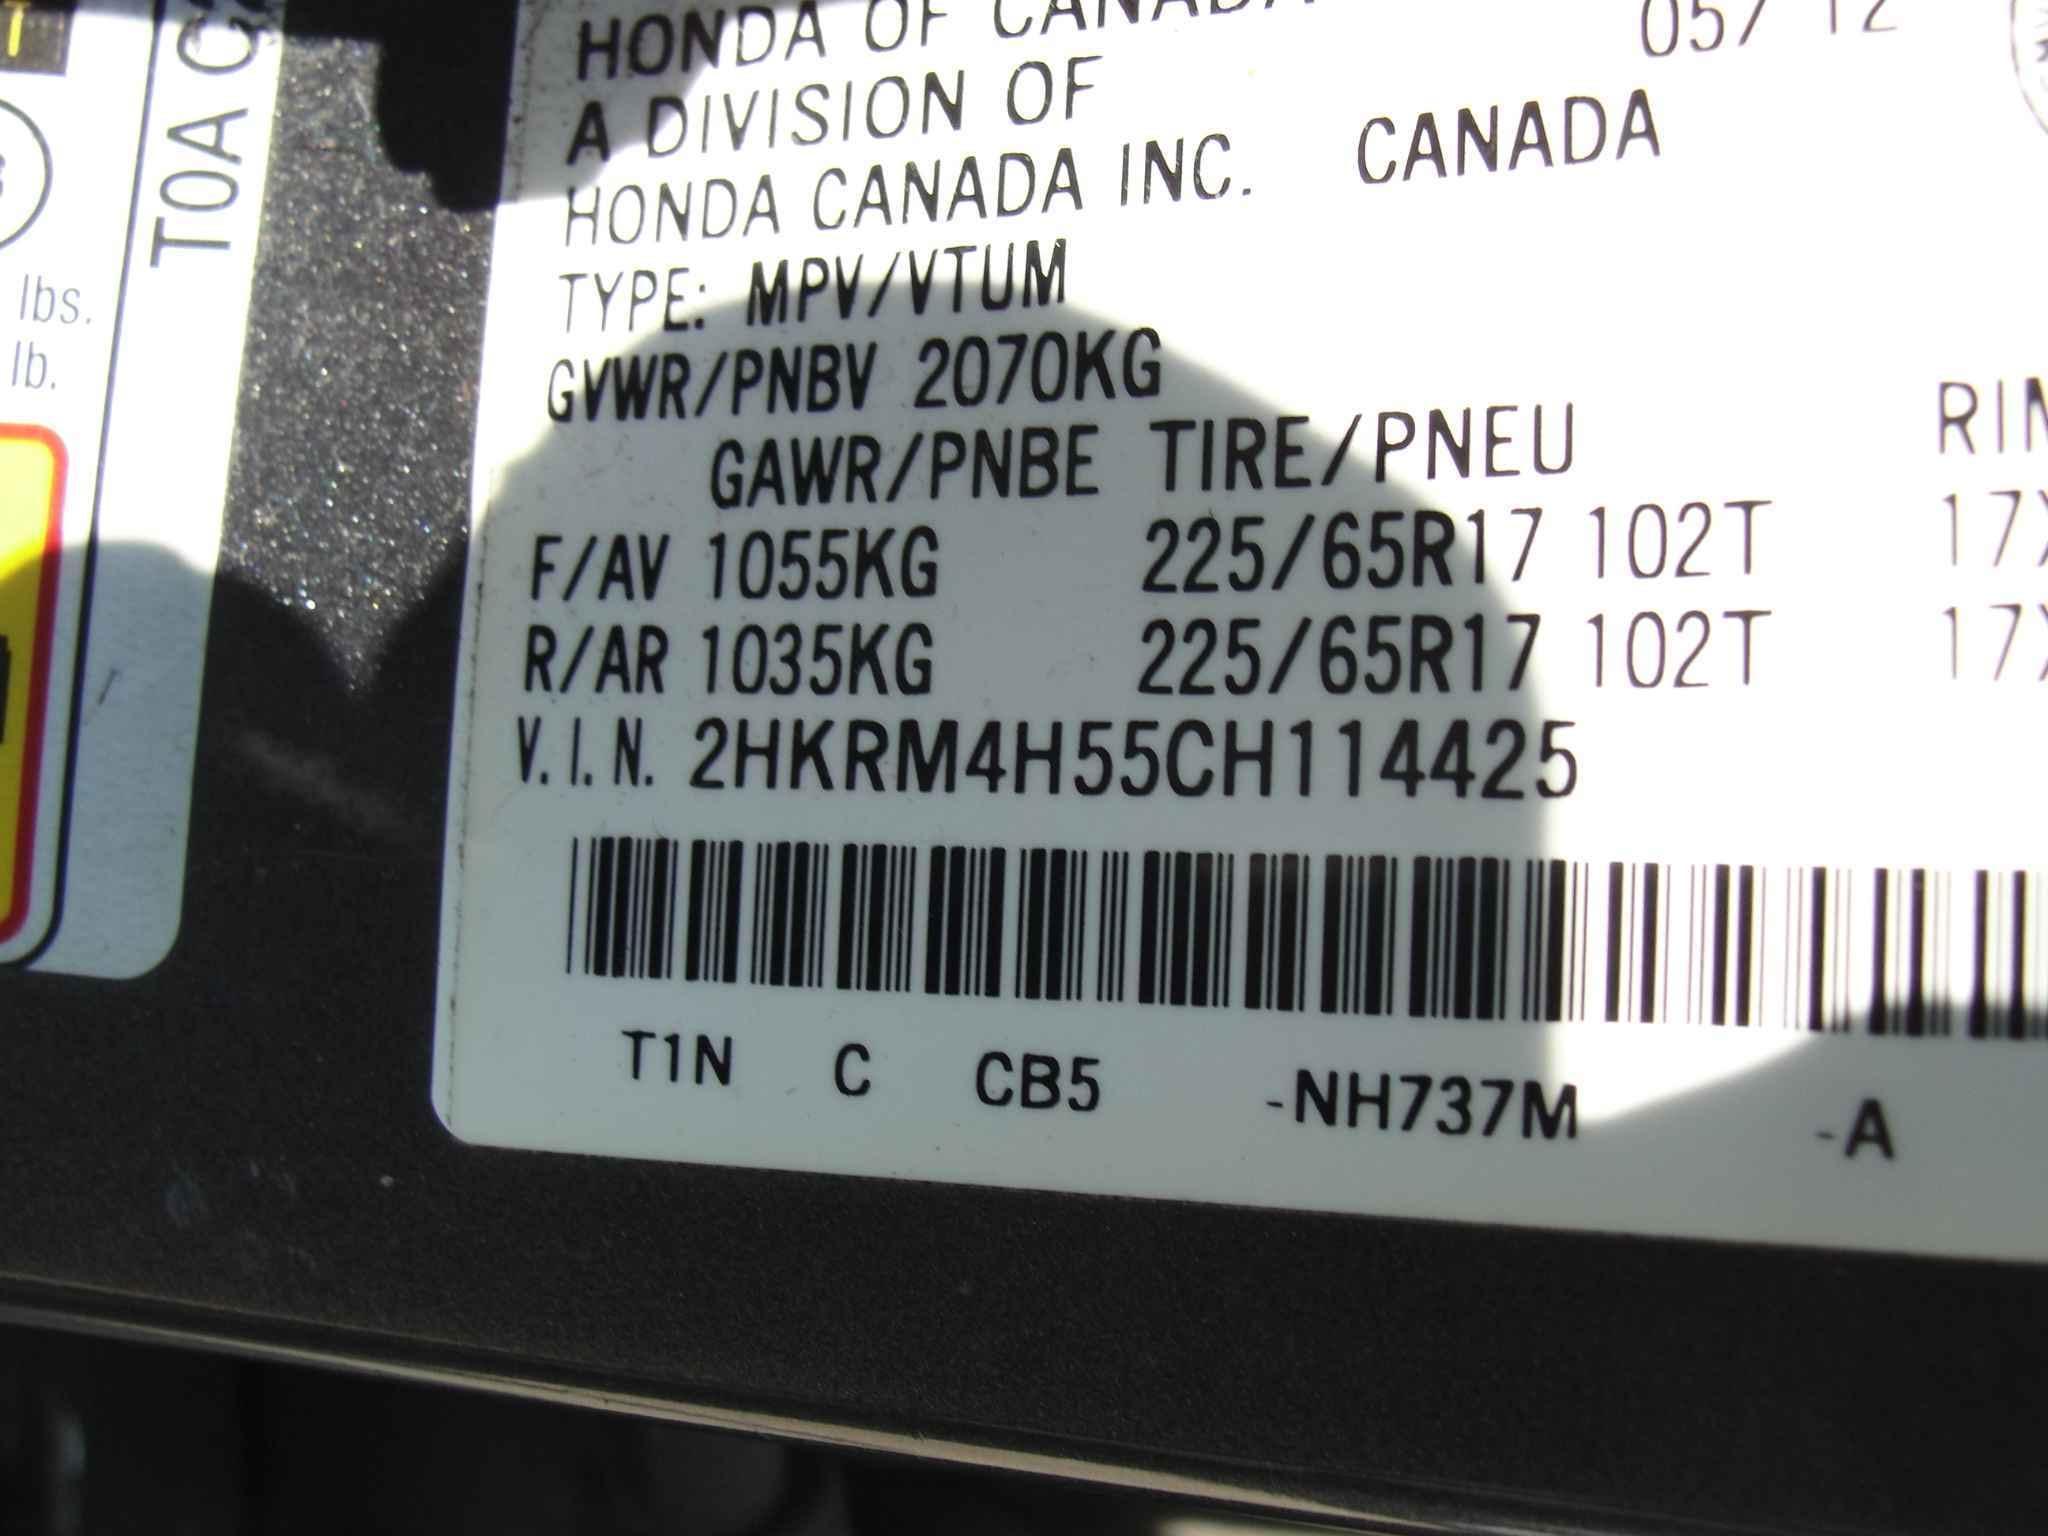 HONDA OF CANADA 05/12
A DIVISION OF
HONDA CANADA INC. CANADA
TYPE: MPV/VTUM
GVWR/PNBV 2070KG
GAWR/PNBE TIRE/PNEU
F/AV 1055KG 225/65R17 102T
R/AR 1035KG 225/65R17 102T
V.I.N. 2HKRM4H55CH114425
T1N C CB5 -NH737M -A
T0A
lbs.
lb.